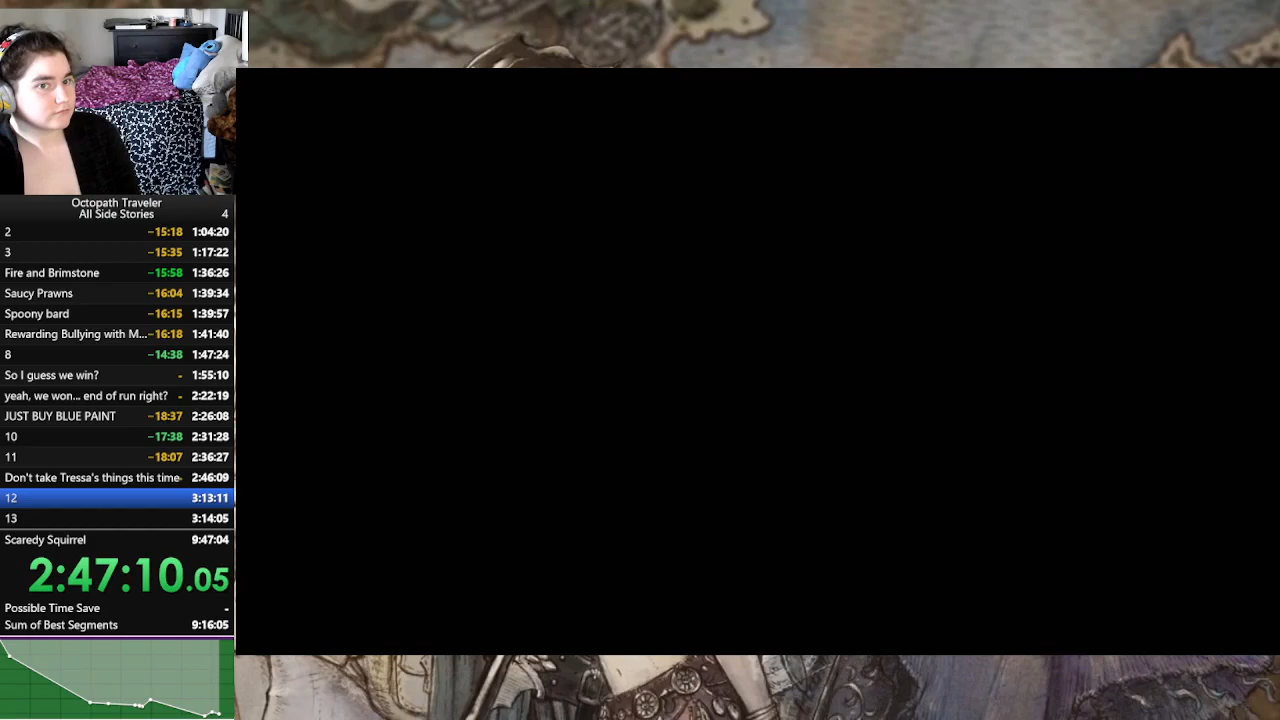 Octopath Traveler
All Side Stories 4
2 −15:18 1:04:20
3 −15:35 1:17:22
Fire and Brimstone −15:58 1:36:26
Saucy Prawns −16:04 1:39:34
Spoony bard −16:15 1:39:57
Rewarding Bullying with M... −16:18 1:41:40
8 −14:38 1:47:24
So I guess we win? - 1:55:10
yeah, we won... end of run right? - 2:22:19
JUST BUY BLUE PAINT −18:37 2:26:08
10 −17:38 2:31:28
11 −18:07 2:36:27
Don't take Tressa's things this time - 2:46:09
12 3:13:11
13 3:14:05
Scaredy Squirrel 9:47:04
2:47:10.05
Possible Time Save -
Sum of Best Segments 9:16:05